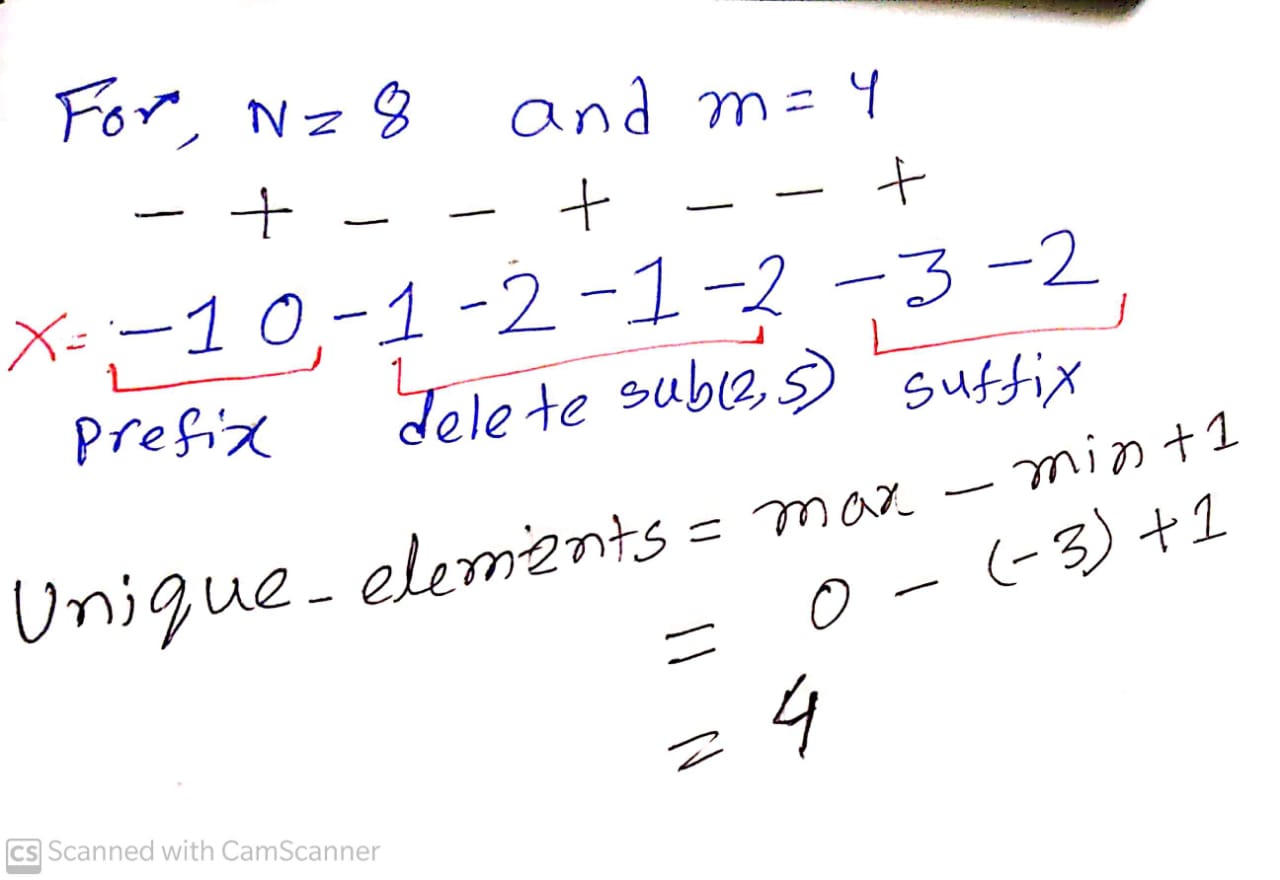 For, N = 8 and m = 4
- + - - + - - +
X = -1 0 -1 -2 -1 -2 -3 -2
prefix delete sub(2,5) suffix
Unique-elements = max - min + 1
= 0 - (-3) + 1
= 4
CS Scanned with CamScanner